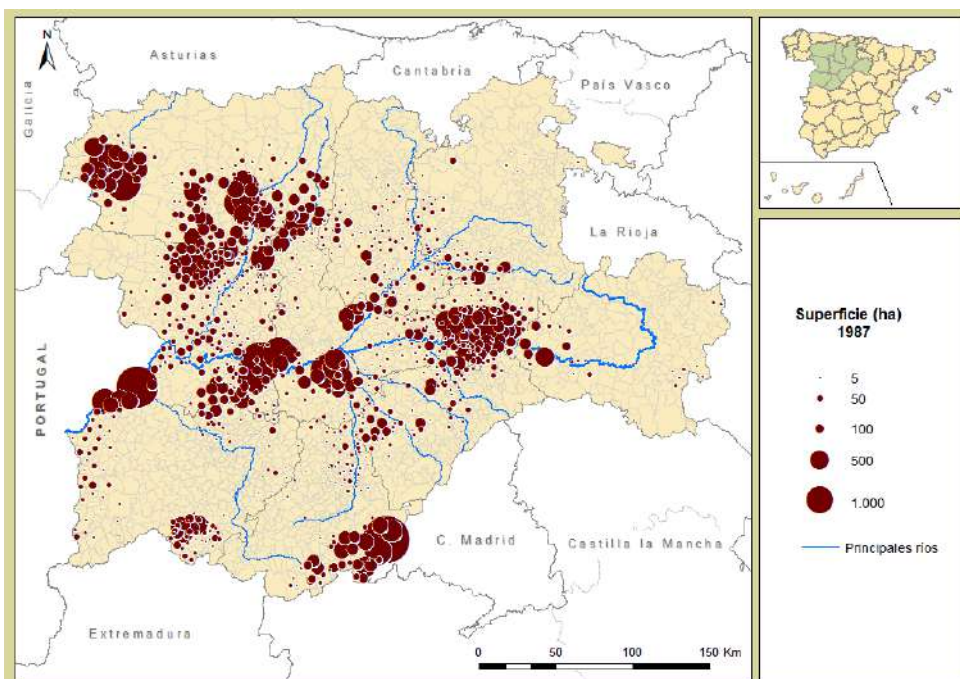 N
Asturias
Cantabria
País Vasco
Galicia
La Rioja
PORTUGAL
C. Madrid
Castilla la Mancha
Extremadura
0 50 100 150 Km
Superficie (ha)
1987
5
50
100
500
1.000
Principales ríos